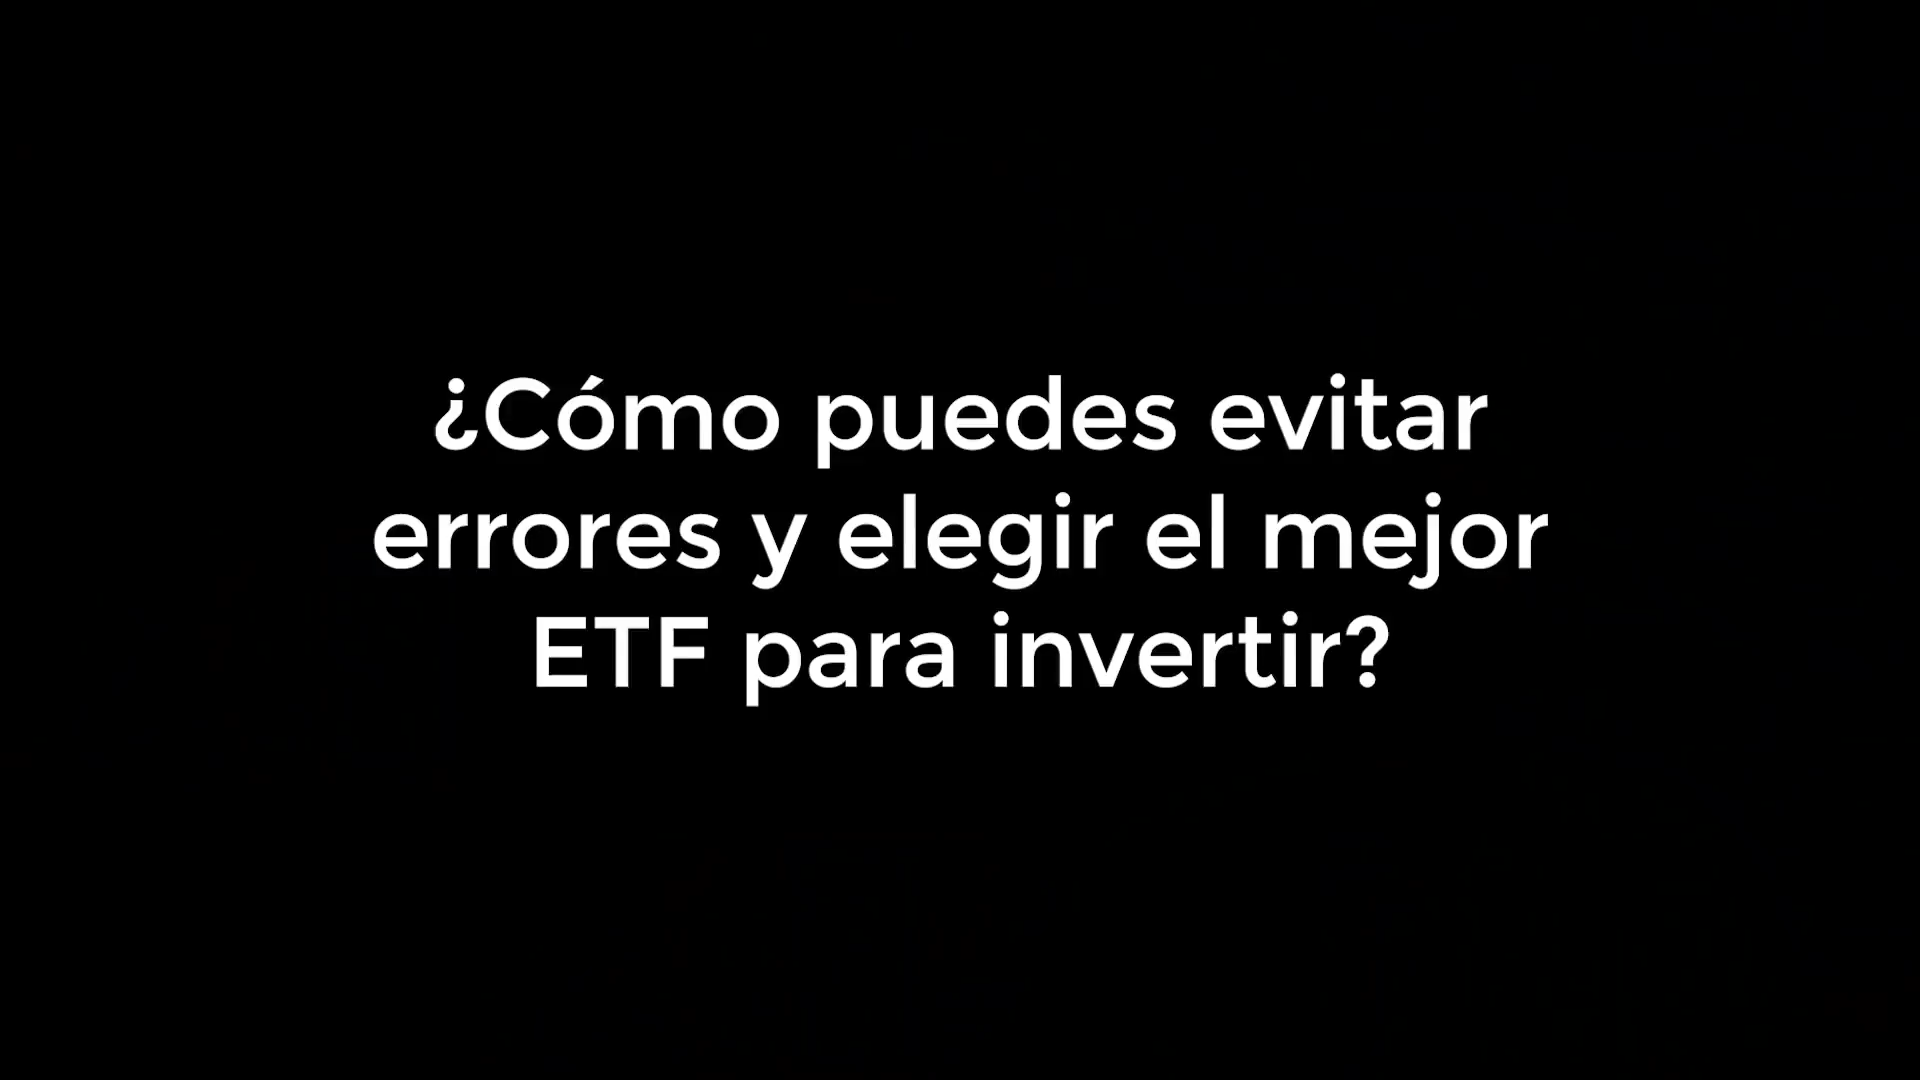 ¿Cómo puedes evitar
errores y elegir el mejor
ETF para invertir?